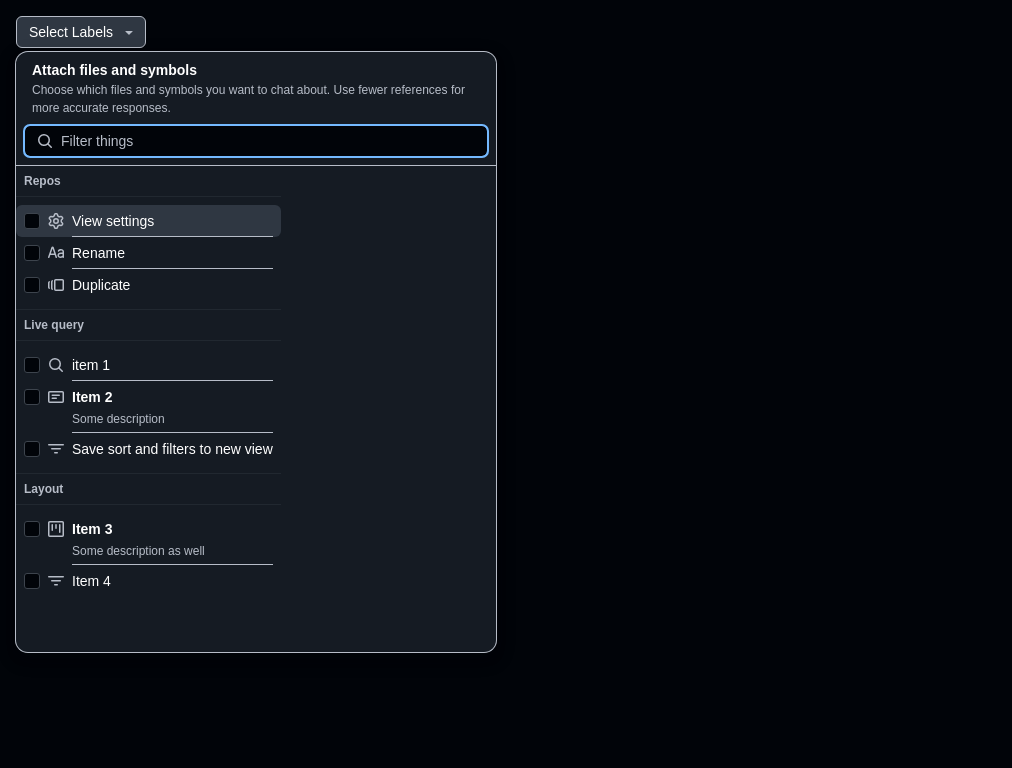 Select Labels
Attach files and symbols
Choose which files and symbols you want to chat about. Use fewer references for
more accurate responses.
Filter things
Repos
View settings
Rename
Duplicate
Live query
item 1
Item 2
Some description
Save sort and filters to new view
Layout
Item 3
Some description as well
Item 4